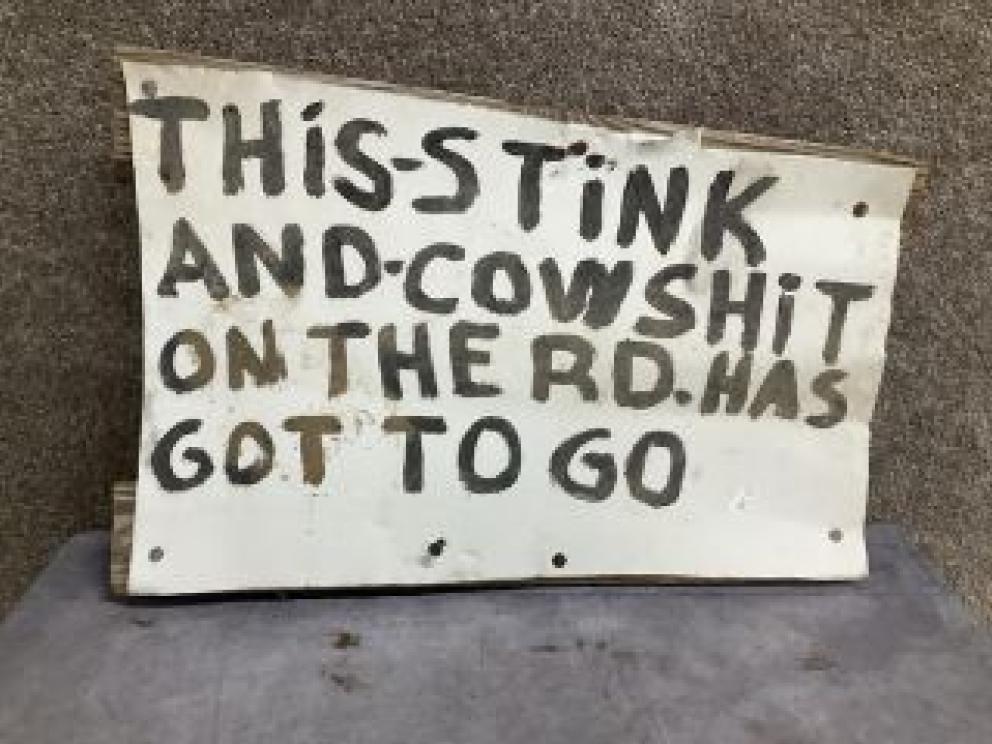 THiS-STiNK
AND-COWSHiT
ON THE RD. HAS
GOT TO GO